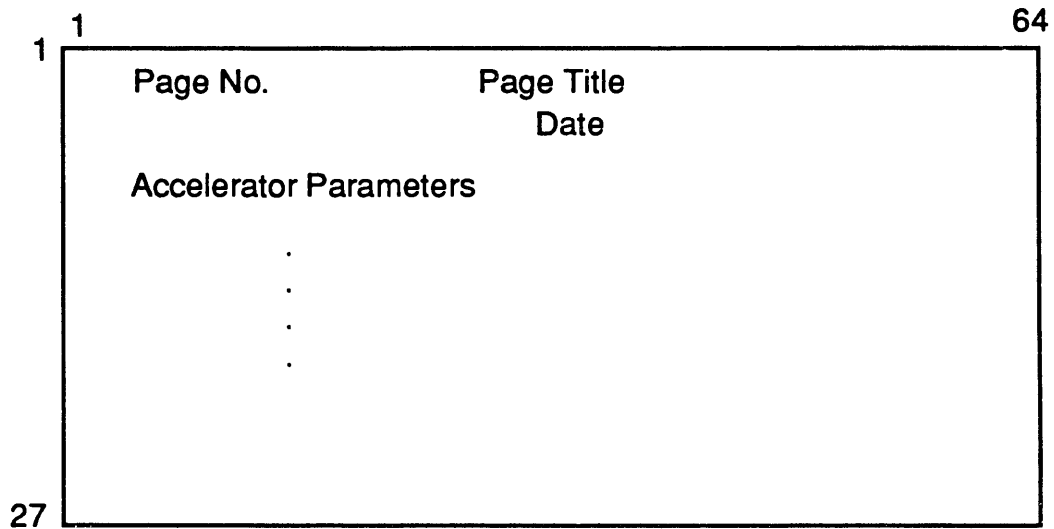 1 64
1
Page No. Page Title
Date
Accelerator Parameters
.
.
.
.
27